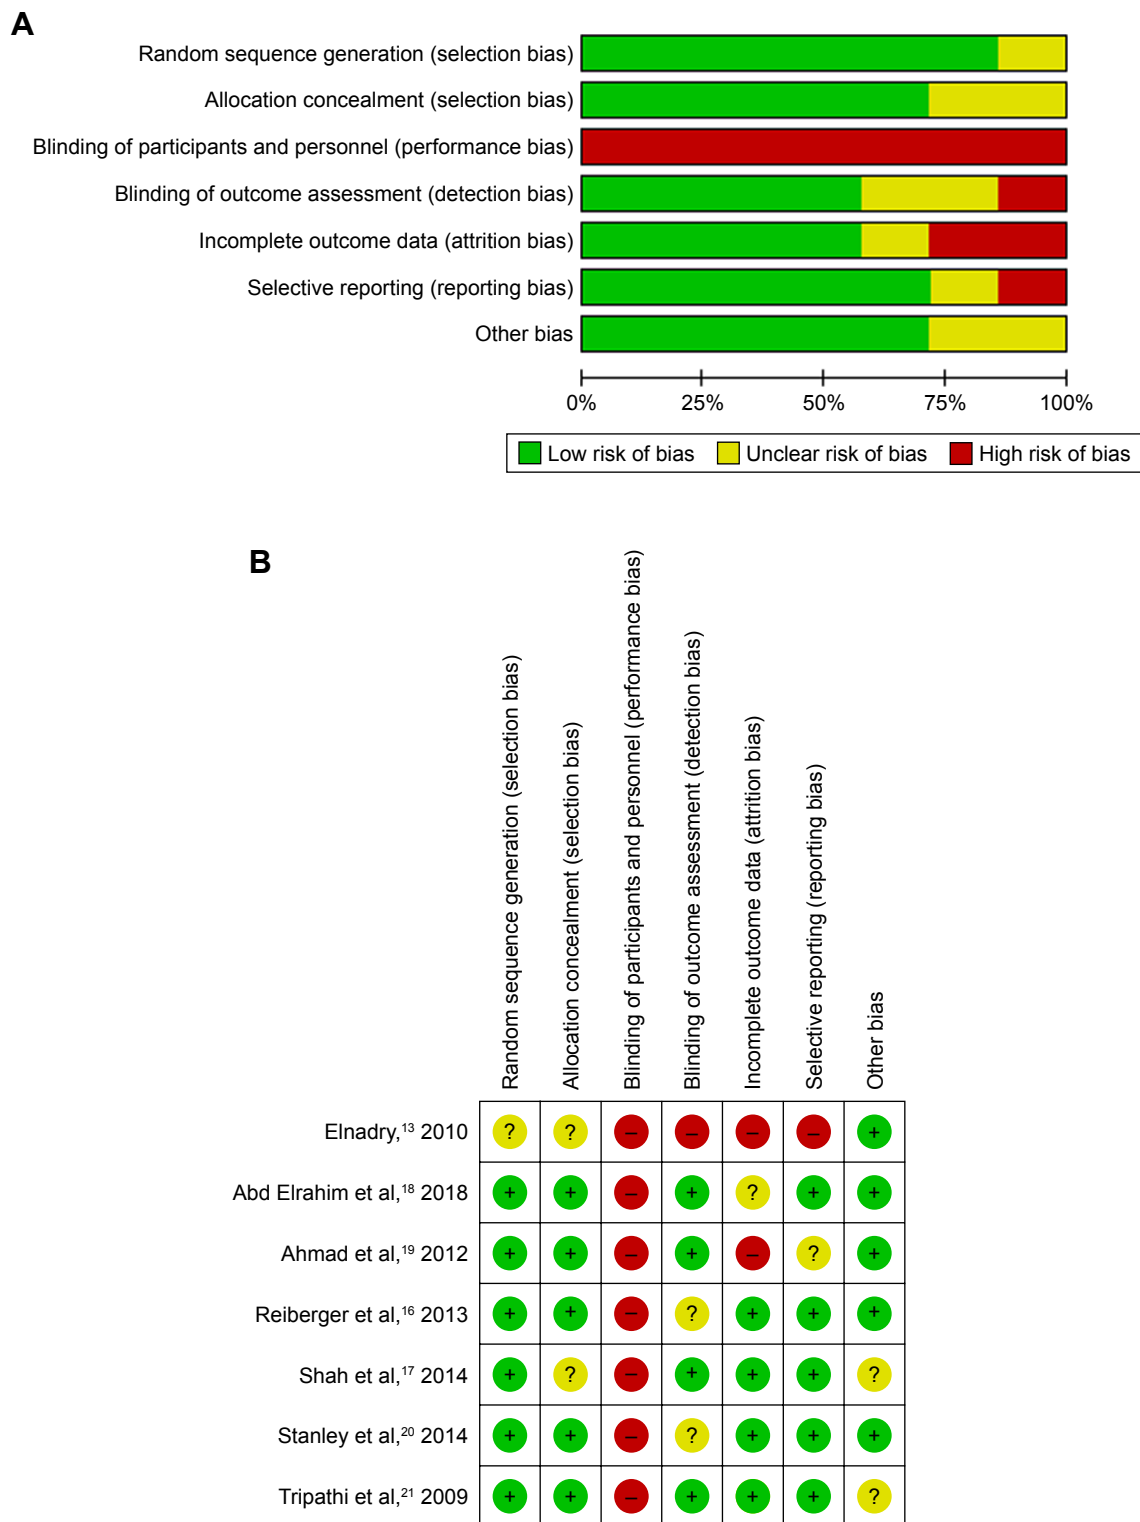 A
Random sequence generation (selection bias)
Allocation concealment (selection bias)
Blinding of participants and personnel (performance bias)
Blinding of outcome assessment (detection bias)
Incomplete outcome data (attrition bias)
Selective reporting (reporting bias)
Other bias
0% 25% 50% 75% 100%
Low risk of bias Unclear risk of bias High risk of bias
B
Random sequence generation (selection bias)
Allocation concealment (selection bias)
Blinding of participants and personnel (performance bias)
Blinding of outcome assessment (detection bias)
Incomplete outcome data (attrition bias)
Selective reporting (reporting bias)
Other bias
Elnadry,¹³ 2010 ? ? – – – – +
Abd Elrahim et al,¹⁸ 2018 + + – + ? + +
Ahmad et al,¹⁹ 2012 + + – + – ? +
Reiberger et al,¹⁶ 2013 + + – ? + + +
Shah et al,¹⁷ 2014 + ? – + + + ?
Stanley et al,²⁰ 2014 + + – ? + + +
Tripathi et al,²¹ 2009 + + – + + + ?